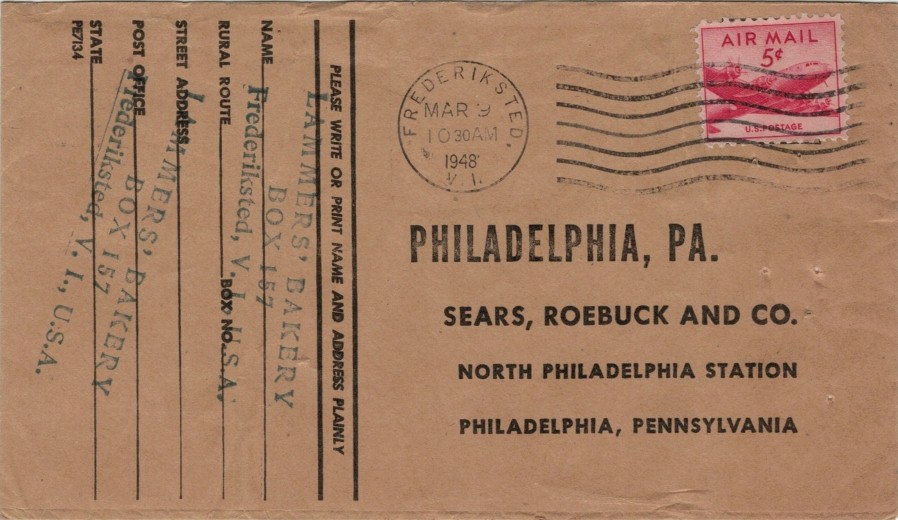 AIR MAIL
5¢
U.S. POSTAGE
FREDERIKSTED,
MAR 9
10 30 AM
1948
V. I.
PHILADELPHIA, PA.
SEARS, ROEBUCK AND CO.
NORTH PHILADELPHIA STATION
PHILADELPHIA, PENNSYLVANIA
PLEASE WRITE OR PRINT NAME AND ADDRESS PLAINLY
LAMMERS' BAKERY
BOX 157
Frederiksted, V. I., U.S.A.
NAME
RURAL ROUTE
BOX NO.
STREET ADDRESS
POST OFFICE
STATE
PE7134
LAMMERS' BAKERY
BOX 157
Frederiksted, V. I., U.S.A.